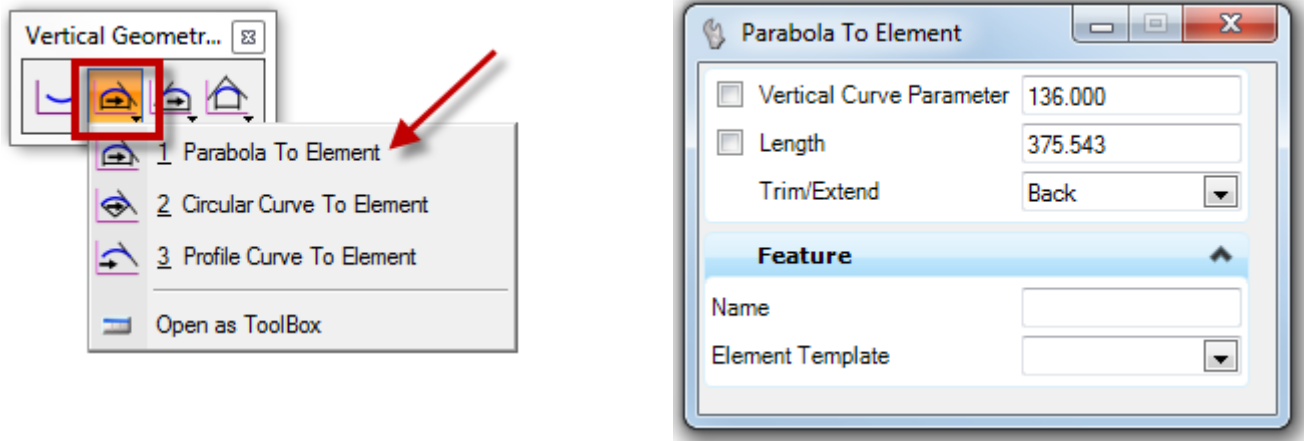 Vertical Geometr...
1 Parabola To Element
2 Circular Curve To Element
3 Profile Curve To Element
Open as ToolBox
Parabola To Element
Vertical Curve Parameter 136.000
Length 375.543
Trim/Extend Back
Feature
Name
Element Template